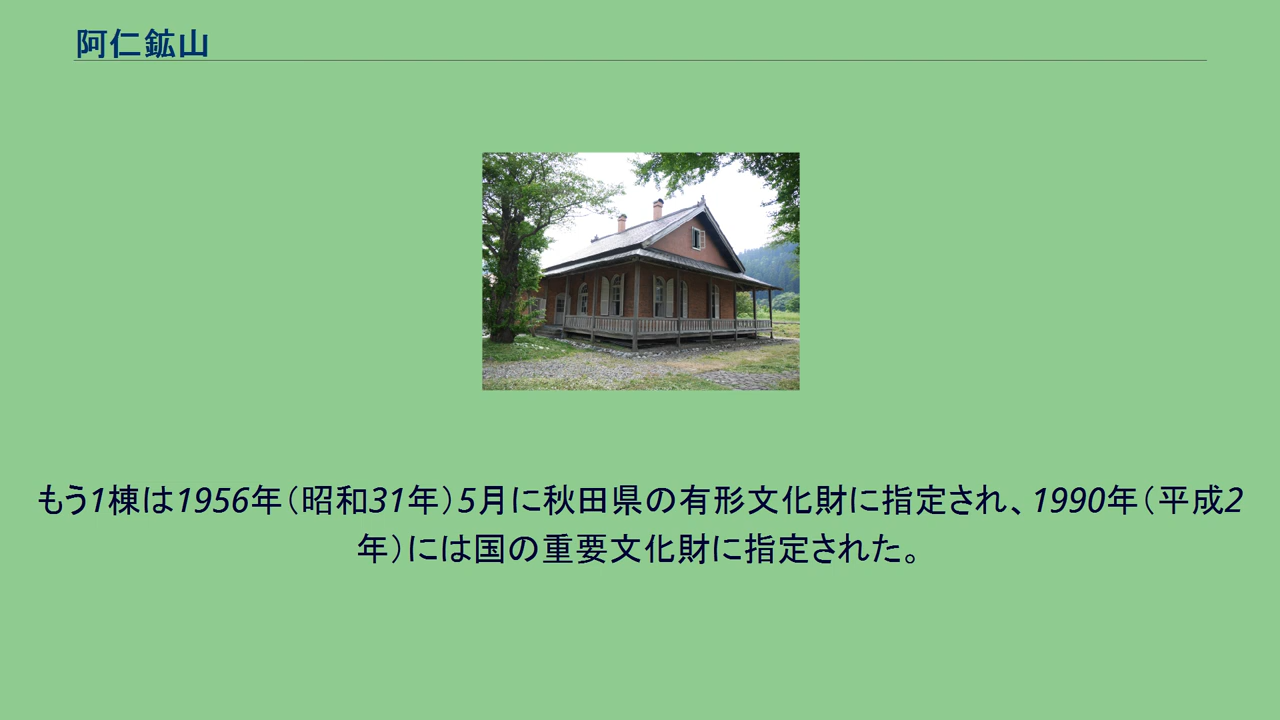 阿仁鉱山
もう1棟は1956年（昭和31年）5月に秋田県の有形文化財に指定され、1990年（平成2
年）には国の重要文化財に指定された。